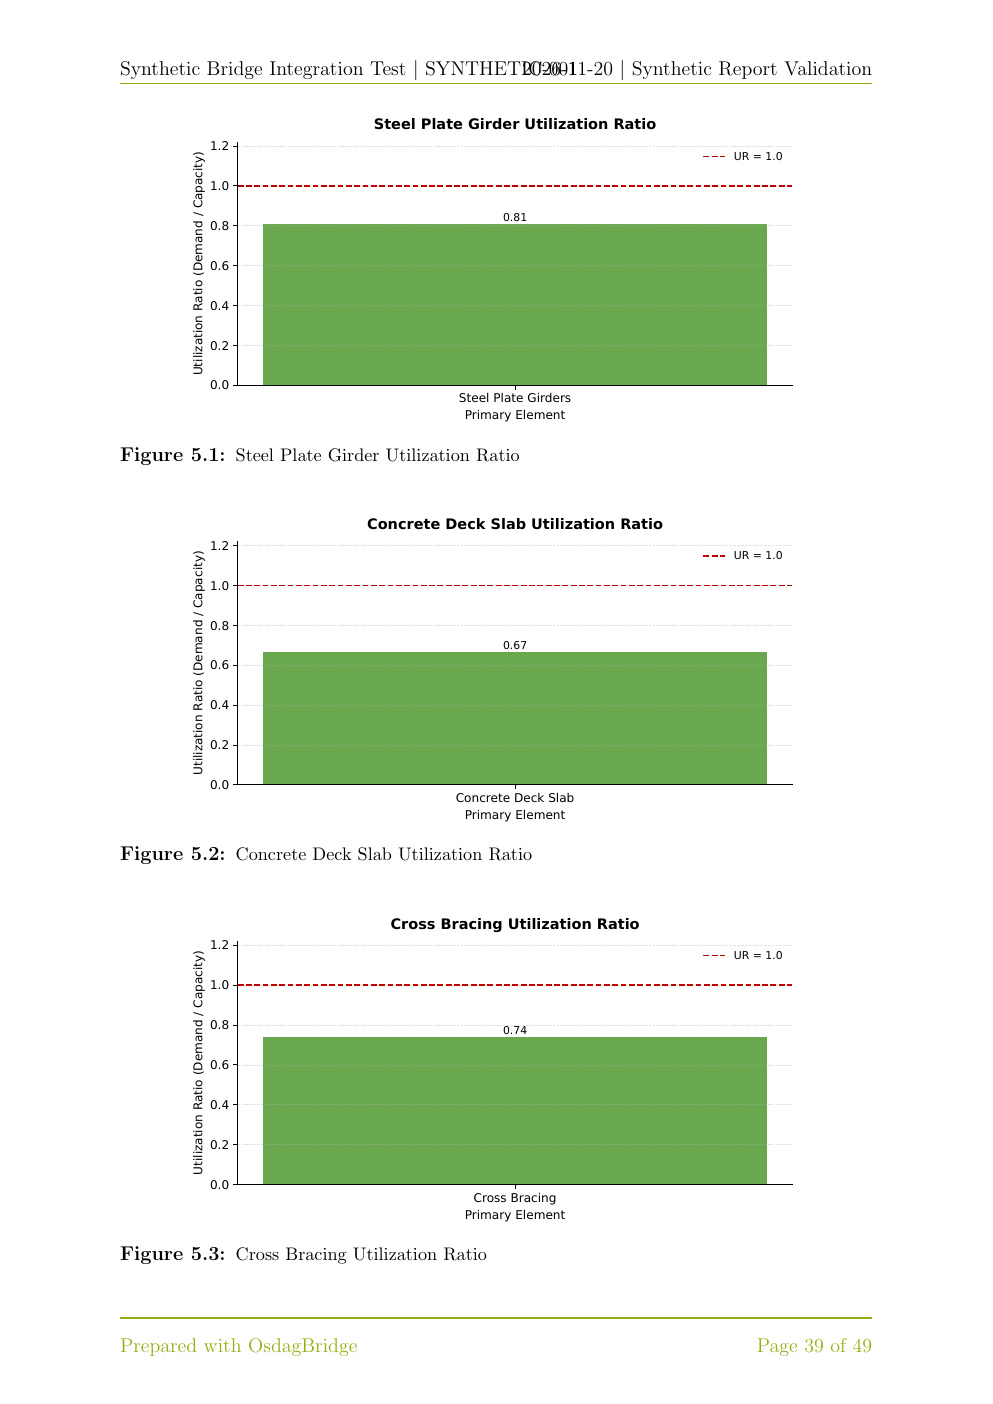 Synthetic Bridge Integration Test | SYNTHETIC-001
2026-11-20 | Synthetic Report Validation
Steel Plate Girder Utilization Ratio
UR = 1.0
Utilization Ratio (Demand / Capacity)
1.2
1.0
0.8
0.6
0.4
0.2
0.0
0.81
Steel Plate Girders
Primary Element
Figure 5.1: Steel Plate Girder Utilization Ratio
Concrete Deck Slab Utilization Ratio
UR = 1.0
Utilization Ratio (Demand / Capacity)
1.2
1.0
0.8
0.6
0.4
0.2
0.0
0.67
Concrete Deck Slab
Primary Element
Figure 5.2: Concrete Deck Slab Utilization Ratio
Cross Bracing Utilization Ratio
UR = 1.0
Utilization Ratio (Demand / Capacity)
1.2
1.0
0.8
0.6
0.4
0.2
0.0
0.74
Cross Bracing
Primary Element
Figure 5.3: Cross Bracing Utilization Ratio
Prepared with OsdagBridge
Page 39 of 49